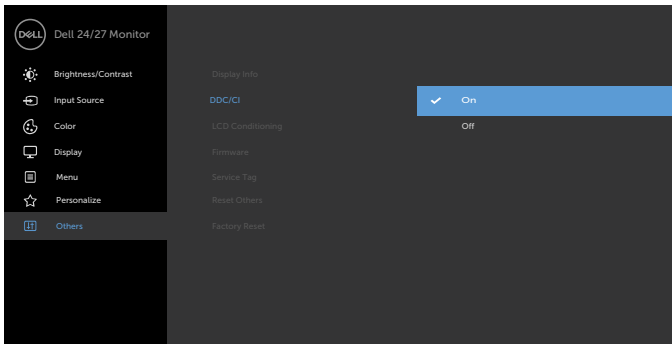 DELL Dell 24/27 Monitor
Brightness/Contrast
Input Source
Color
Display
Menu
Personalize
Others
Display Info
DDC/CI
LCD Conditioning
Firmware
Service Tag
Reset Others
Factory Reset
On
Off